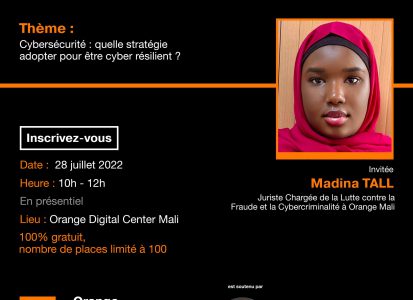 Thème :
Cybersécurité : quelle stratégie
adopter pour être cyber résilient ?
Inscrivez-vous
Date : 28 juillet 2022
Heure : 10h - 12h
En présentiel
Lieu : Orange Digital Center Mali
100% gratuit,
nombre de places limité à 100
Invitée
Madina TALL
Juriste Chargée de la Lutte contre la
Fraude et la Cybercriminalité à Orange Mali
est soutenu par
Orange